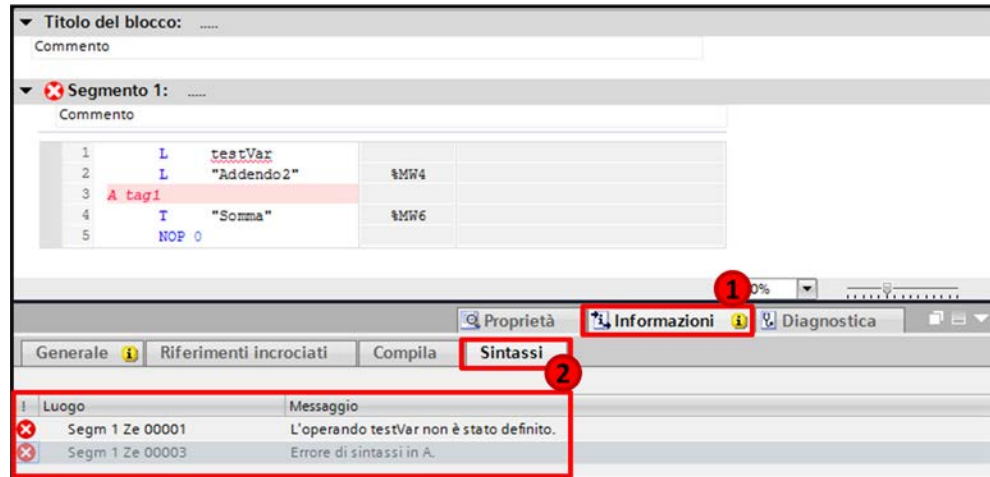 Titolo del blocco: .....
Commento
Segmento 1: .....
Commento
1 L testVar
2 L "Addendo2" %MW4
3 A tag1
4 T "Somma" %MW6
5 NOP 0
1 0%
Proprietà Informazioni Diagnostica
Generale Riferimenti incrociati Compila Sintassi
2
! Luogo Messaggio
Segm 1 Ze 00001 L'operando testVar non è stato definito.
Segm 1 Ze 00003 Errore di sintassi in A.